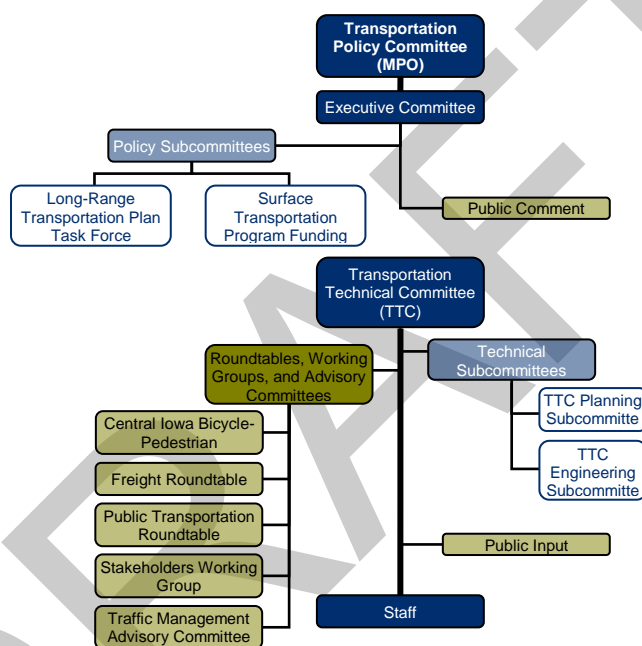 Transportation
Policy Committee
(MPO)
Executive Committee
Policy Subcommittees
Long-Range
Transportation Plan
Task Force
Surface
Transportation
Program Funding
Public Comment
Transportation
Technical Committee
(TTC)
Roundtables, Working
Groups, and Advisory
Committees
Technical
Subcommittees
TTC Planning
Subcommitte
TTC
Engineering
Subcommitte
Central Iowa Bicycle-
Pedestrian
Freight Roundtable
Public Transportation
Roundtable
Stakeholders Working
Group
Traffic Management
Advisory Committee
Public Input
Staff
DRAFT